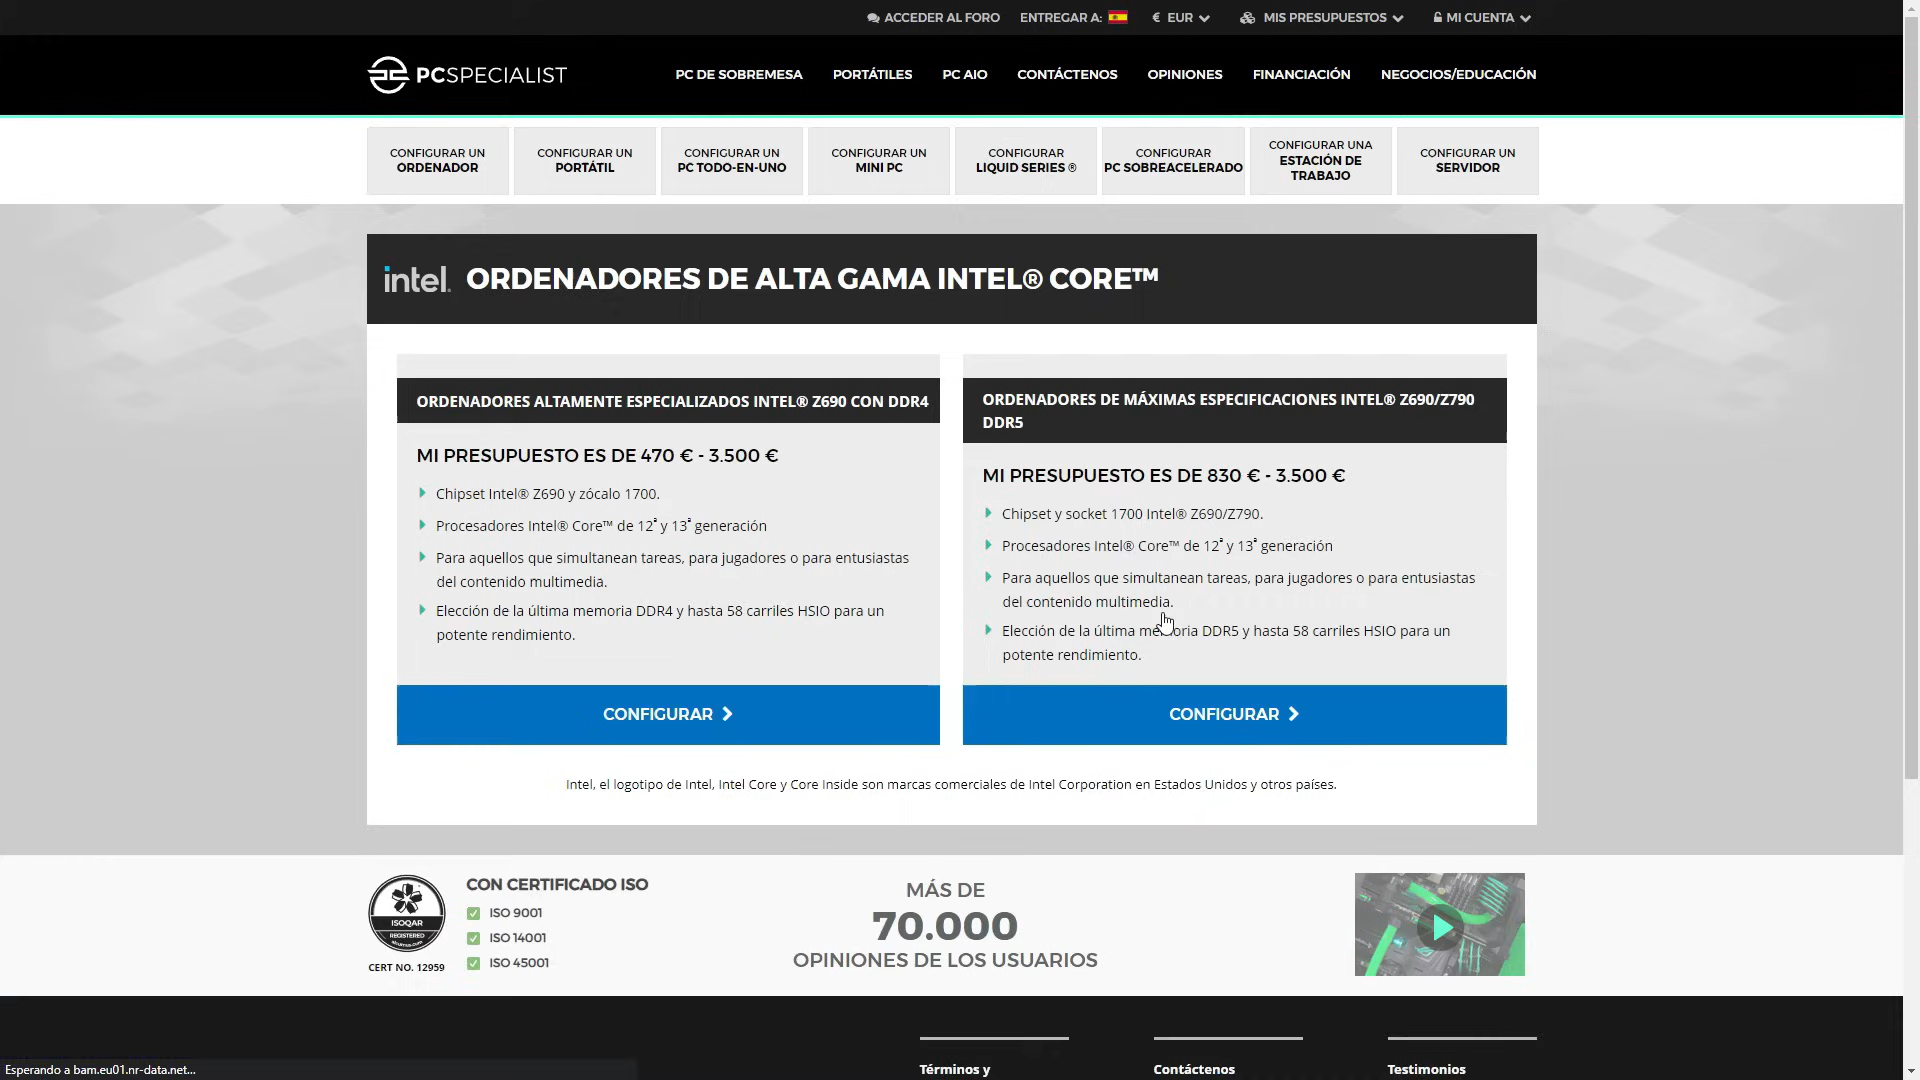 ACCEDER AL FORO ENTREGAR A: € EUR MIS PRESUPUESTOS MI CUENTA
PCSPECIALIST
PC DE SOBREMESA PORTÁTILES PC AIO CONTÁCTENOS OPINIONES FINANCIACIÓN NEGOCIOS/EDUCACIÓN
CONFIGURAR UN
ORDENADOR
CONFIGURAR UN
PORTÁTIL
CONFIGURAR UN
PC TODO-EN-UNO
CONFIGURAR UN
MINI PC
CONFIGURAR
LIQUID SERIES ®
CONFIGURAR
PC SOBREACELERADO
CONFIGURAR UNA
ESTACIÓN DE
TRABAJO
CONFIGURAR UN
SERVIDOR
intel. ORDENADORES DE ALTA GAMA INTEL® CORE™
ORDENADORES ALTAMENTE ESPECIALIZADOS INTEL® Z690 CON DDR4
MI PRESUPUESTO ES DE 470 € - 3.500 €
Chipset Intel® Z690 y zócalo 1700.
Procesadores Intel® Core™ de 12ª y 13ª generación
Para aquellos que simultanean tareas, para jugadores o para entusiastas
del contenido multimedia.
Elección de la última memoria DDR4 y hasta 58 carriles HSIO para un
potente rendimiento.
CONFIGURAR
ORDENADORES DE MÁXIMAS ESPECIFICACIONES INTEL® Z690/Z790
DDR5
MI PRESUPUESTO ES DE 830 € - 3.500 €
Chipset y socket 1700 Intel® Z690/Z790.
Procesadores Intel® Core™ de 12ª y 13ª generación
Para aquellos que simultanean tareas, para jugadores o para entusiastas
del contenido multimedia.
Elección de la última memoria DDR5 y hasta 58 carriles HSIO para un
potente rendimiento.
CONFIGURAR
Intel, el logotipo de Intel, Intel Core y Core Inside son marcas comerciales de Intel Corporation en Estados Unidos y otros países.
ISOQAR
REGISTERED
CERT NO. 12959
CON CERTIFICADO ISO
ISO 9001
ISO 14001
ISO 45001
MÁS DE
70.000
OPINIONES DE LOS USUARIOS
Términos y
Contáctenos
Testimonios
Esperando a bam.eu01.nr-data.net...